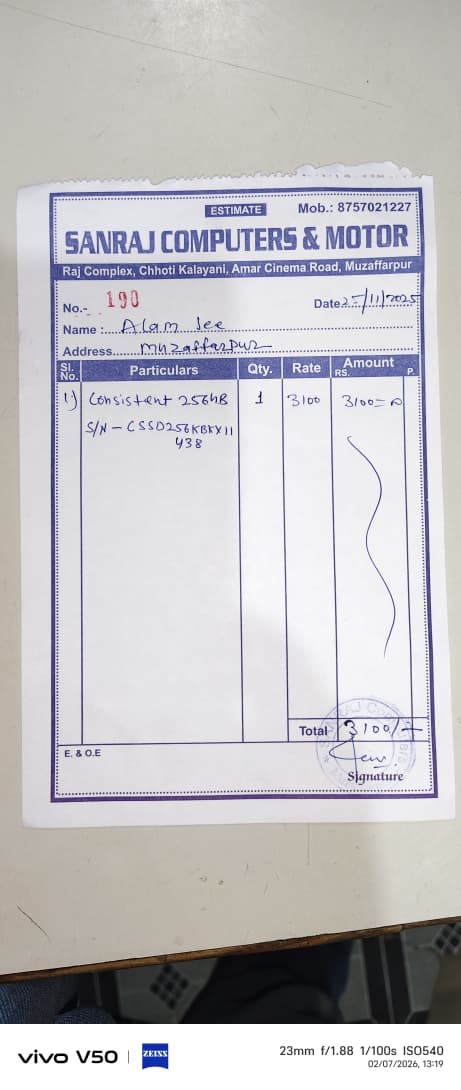 ESTIMATE
Mob.: 8757021227
SANRAJ COMPUTERS & MOTOR
Raj Complex, Chhoti Kalayani, Amar Cinema Road, Muzaffarpur
No.- 190
Date 25/11/2025
Name : Alam Jee
Address Muzaffarpur
Sl. No. Particulars Qty. Rate Amount RS. P.
1) Consistent 256GB 1 3100 3100=
S/N - CSSD256KBKX11
438
Total 3100/-
E. & O.E
Signature
vivo V50 | ZEISS
23mm f/1.88 1/100s ISO540
02/07/2026, 13:19